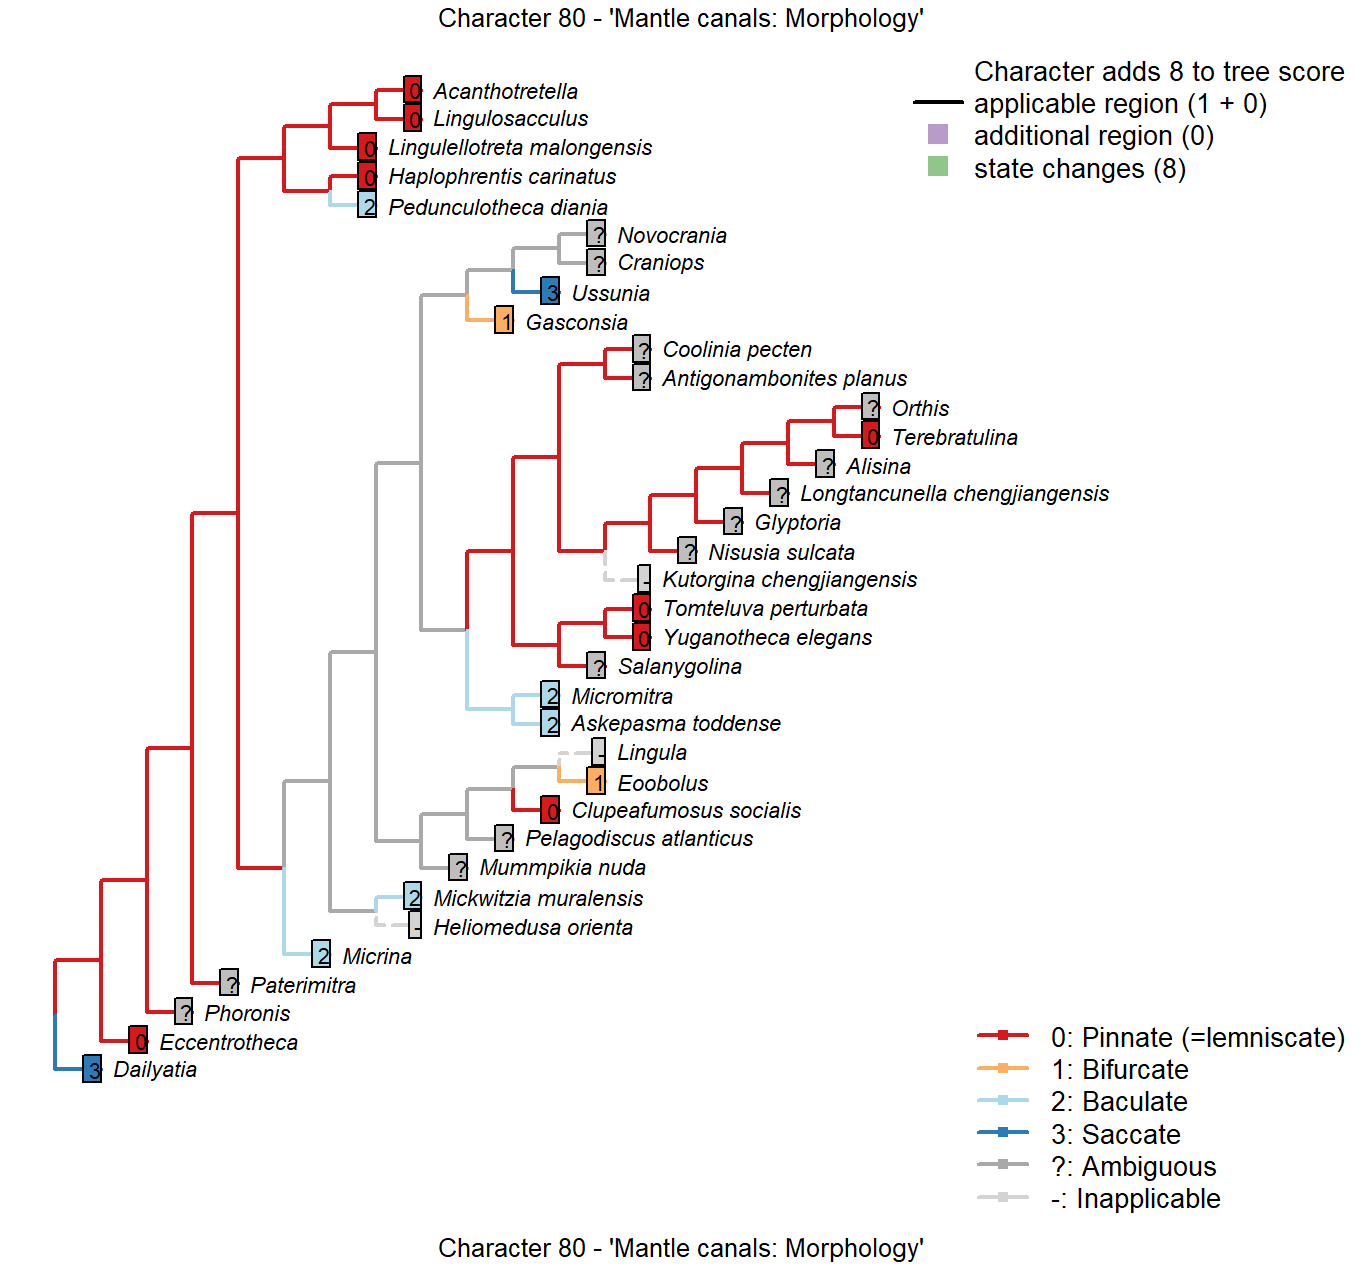 Character 80 - 'Mantle canals: Morphology'
Character adds 8 to tree score
applicable region (1 + 0)
additional region (0)
state changes (8)
0 Acanthotretella
0 Lingulosacculus
0 Lingulellotreta malongensis
0 Haplophrentis carinatus
2 Pedunculotheca diania
? Novocrania
? Craniops
3 Ussunia
1 Gasconsia
? Coolinia pecten
? Antigonambonites planus
? Orthis
0 Terebratulina
? Alisina
? Longtancunella chengjiangensis
? Glyptoria
? Nisusia sulcata
- Kutorgina chengjiangensis
0 Tomteluva perturbata
0 Yuganotheca elegans
? Salanygolina
2 Micromitra
2 Askepasma toddense
- Lingula
1 Eoobolus
0 Clupeafumosus socialis
? Pelagodiscus atlanticus
? Mummpikia nuda
2 Mickwitzia muralensis
- Heliomedusa orienta
2 Micrina
? Paterimitra
? Phoronis
0 Eccentrotheca
3 Dailyatia
0: Pinnate (=lemniscate)
1: Bifurcate
2: Baculate
3: Saccate
?: Ambiguous
-: Inapplicable
Character 80 - 'Mantle canals: Morphology'